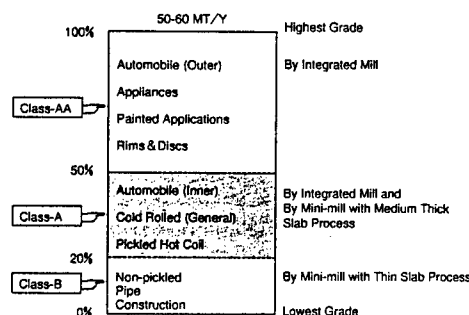 50-60 MT/Y
100%
Highest Grade
Automobile (Outer)
By Integrated Mill
Appliances
Class-AA
Painted Applications
Rims & Discs
50%
Automobile (Inner)
By Integrated Mill and
By Mini-mill with Medium Thick
Slab Process
Class-A
Cold Rolled (General)
Pickled Hot Coil
20%
Non-pickled
By Mini-mill with Thin Slab Process
Class-B
Pipe
Construction
0%
Lowest Grade